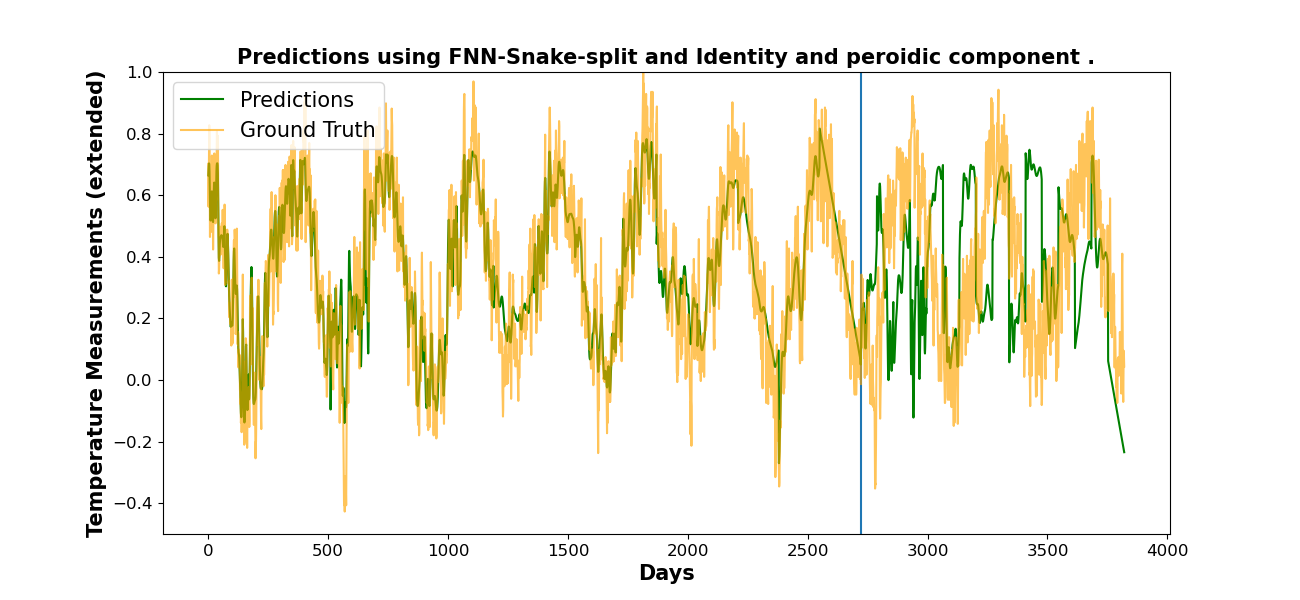 Predictions using FNN-Snake-split and Identity and peroidic component .
Predictions
Ground Truth
Temperature Measurements (extended)
1.0
0.8
0.6
0.4
0.2
0.0
−0.2
−0.4
0 500 1000 1500 2000 2500 3000 3500 4000
Days